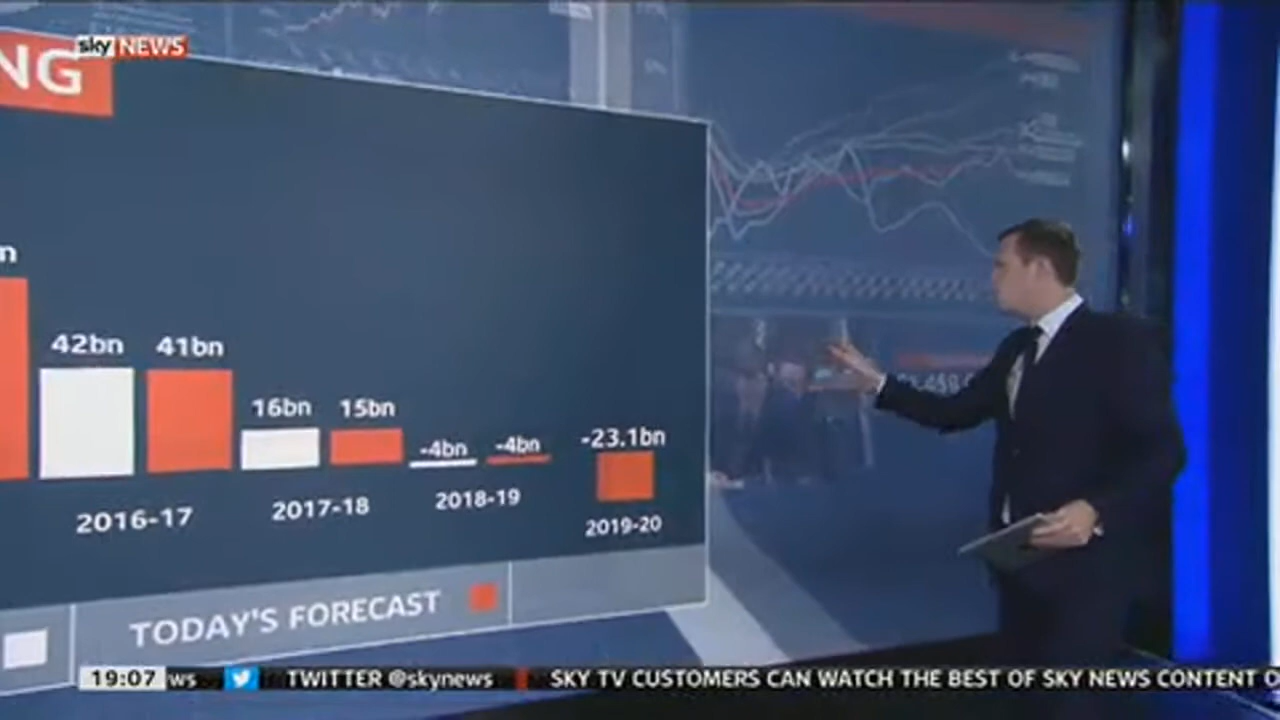 sky NEWS
NG
n
42bn 41bn
16bn 15bn
-4bn -4bn
-23.1bn
2016-17
2017-18
2018-19
2019-20
TODAY'S FORECAST
19:07 ws TWITTER @skynews SKY TV CUSTOMERS CAN WATCH THE BEST OF SKY NEWS CONTENT O